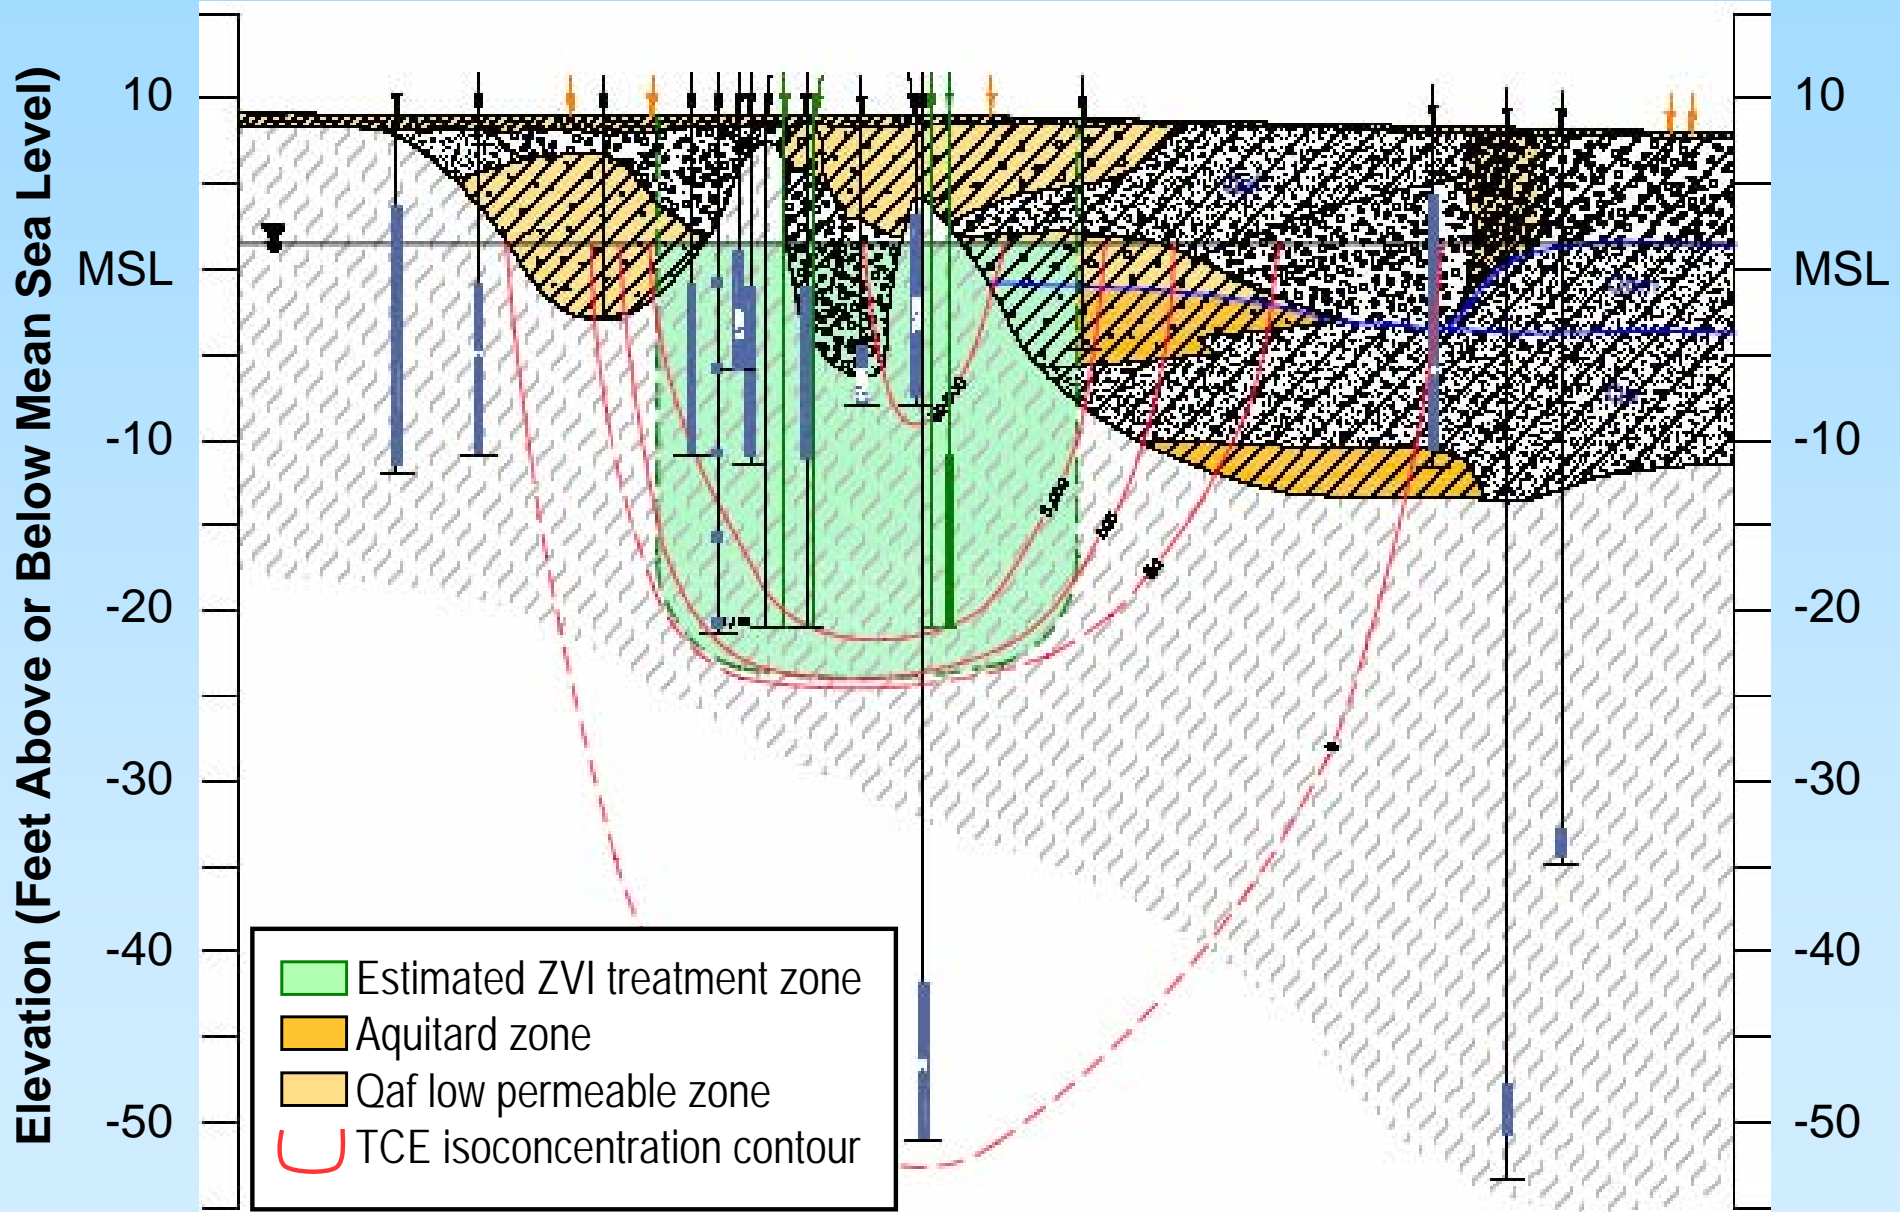 Elevation (Feet Above or Below Mean Sea Level)
10
MSL
-10
-20
-30
-40
-50
10
MSL
-10
-20
-30
-40
-50
Estimated ZVI treatment zone
Aquitard zone
Qaf low permeable zone
TCE isoconcentration contour